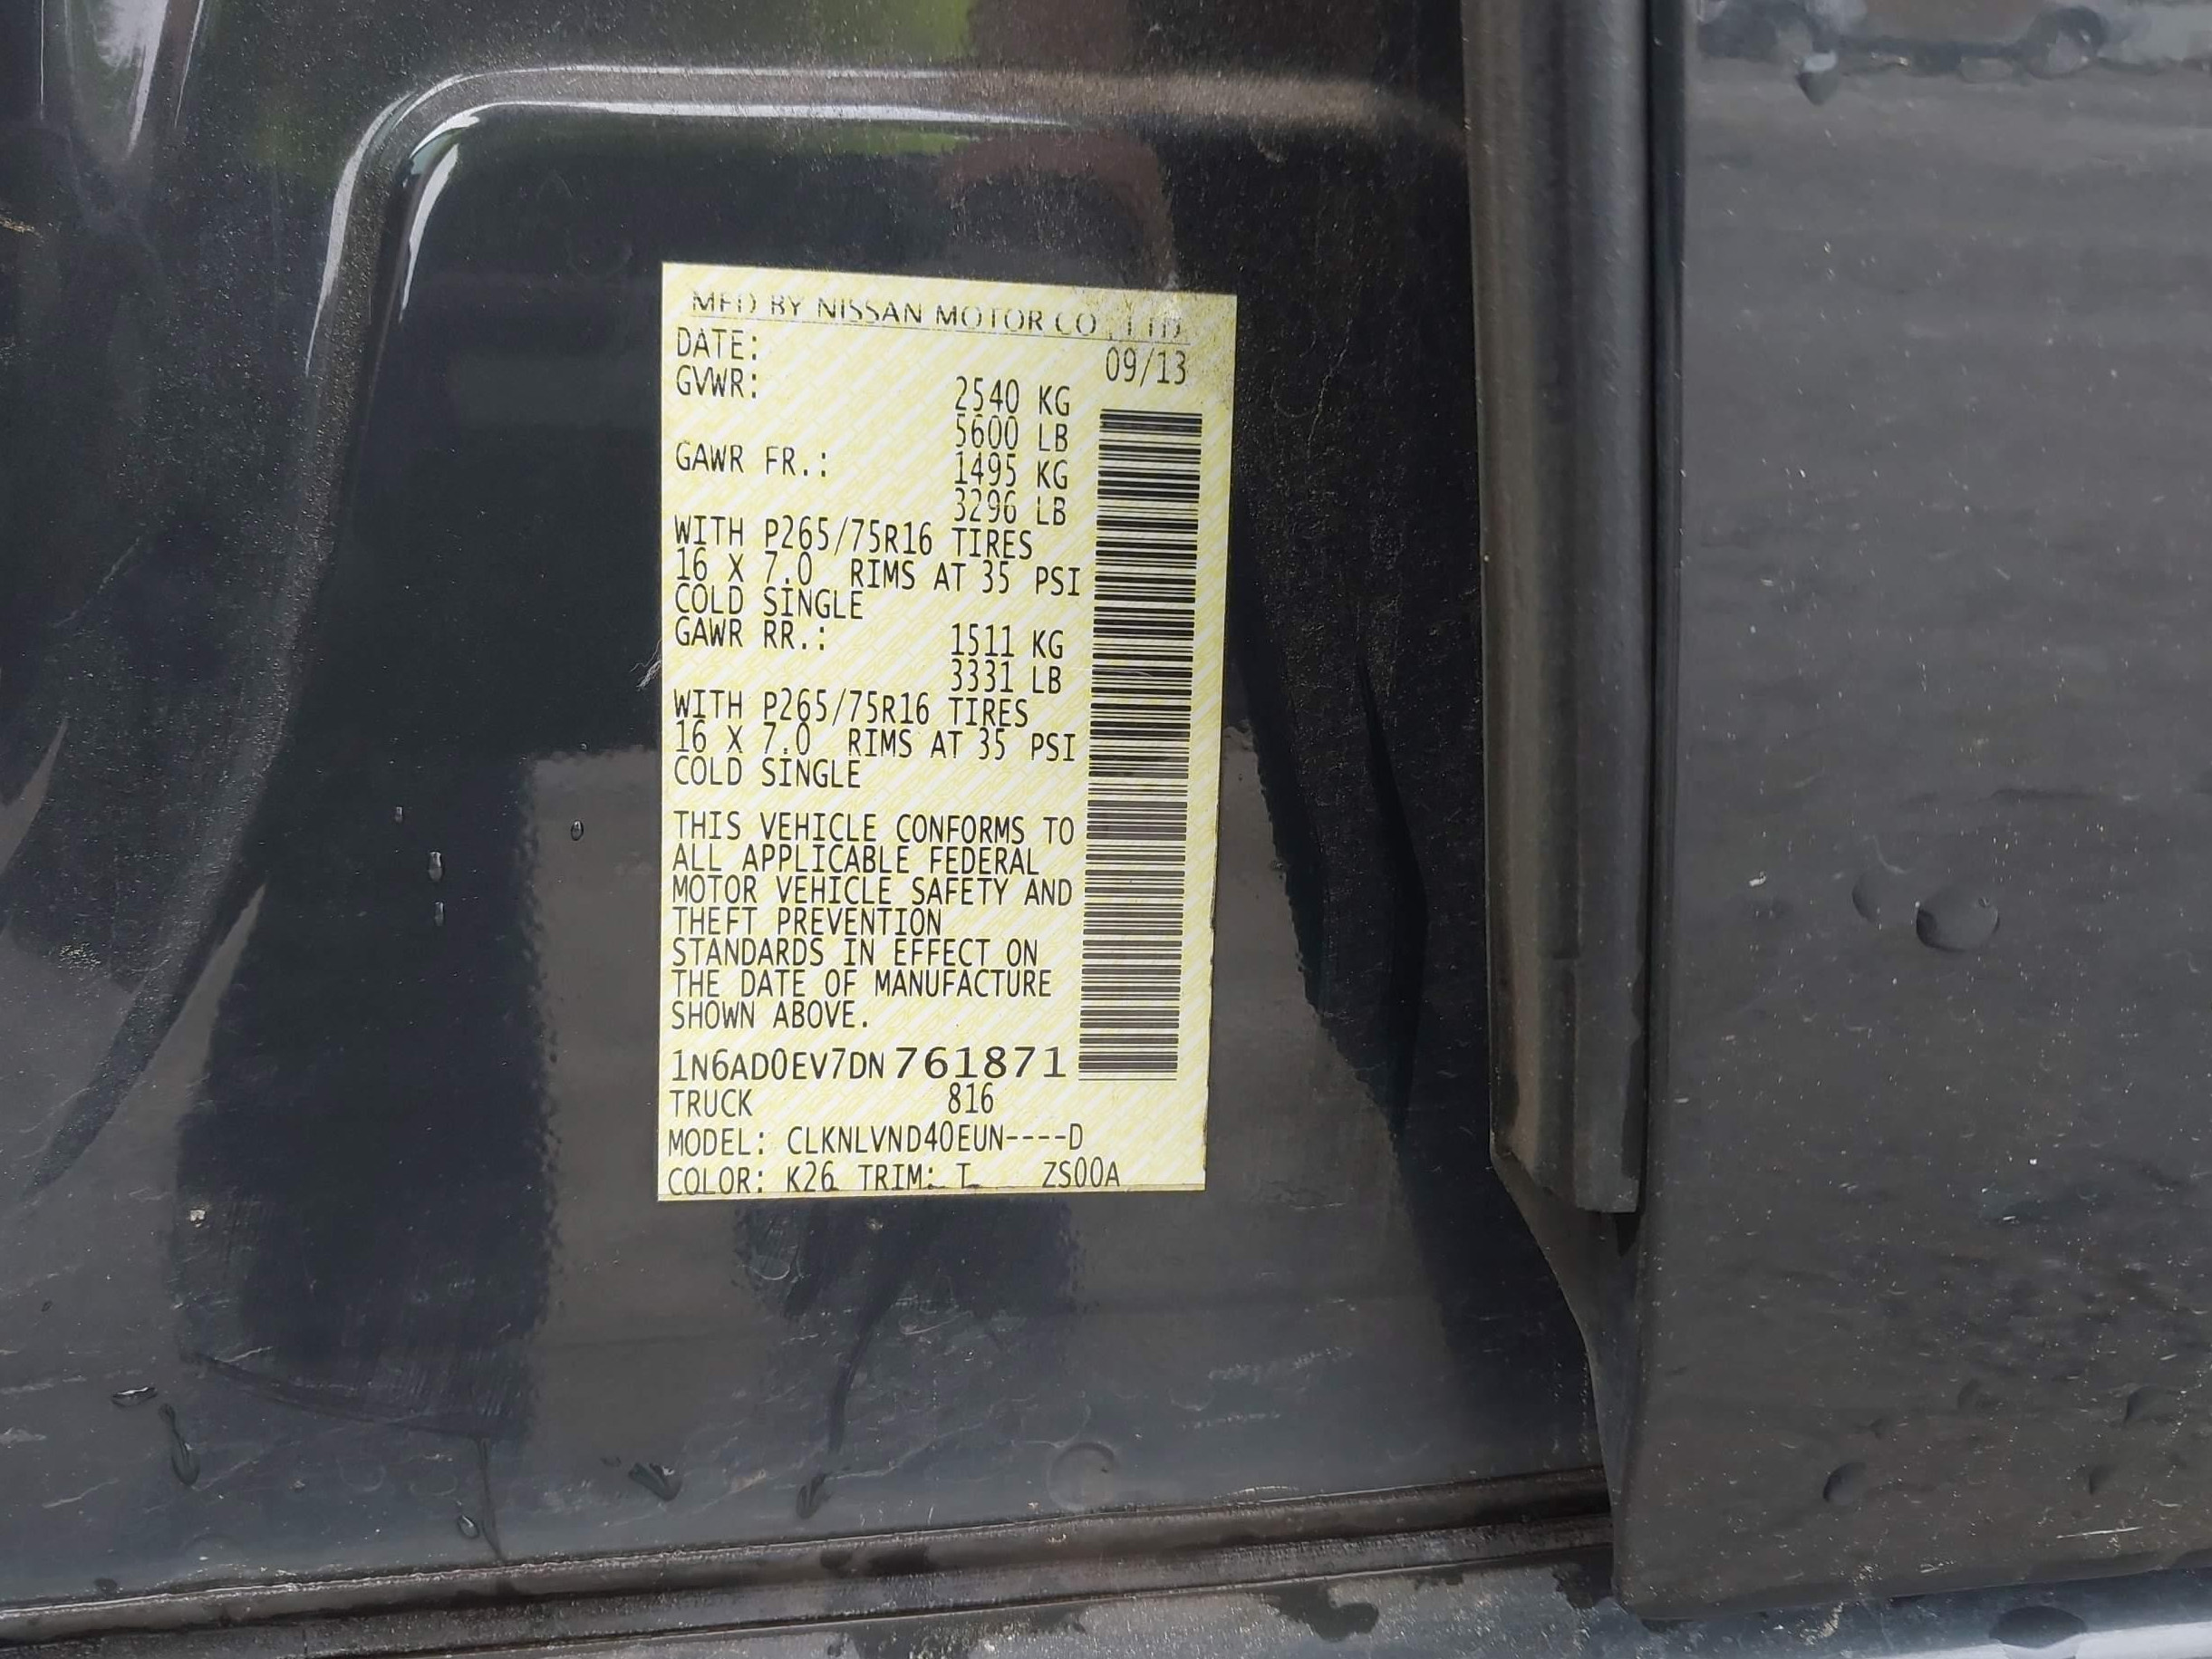 MFD BY NISSAN MOTOR CO., LTD.
DATE: 09/13
GVWR: 2540 KG
5600 LB
GAWR FR.: 1495 KG
3296 LB
WITH P265/75R16 TIRES
16 X 7.0 RIMS AT 35 PSI
COLD SINGLE
GAWR RR.: 1511 KG
3331 LB
WITH P265/75R16 TIRES
16 X 7.0 RIMS AT 35 PSI
COLD SINGLE
THIS VEHICLE CONFORMS TO
ALL APPLICABLE FEDERAL
MOTOR VEHICLE SAFETY AND
THEFT PREVENTION
STANDARDS IN EFFECT ON
THE DATE OF MANUFACTURE
SHOWN ABOVE.
1N6AD0EV7DN761871
TRUCK 816
MODEL: CLKNLVND40EUN----D
COLOR: K26 TRIM: T ZS00A